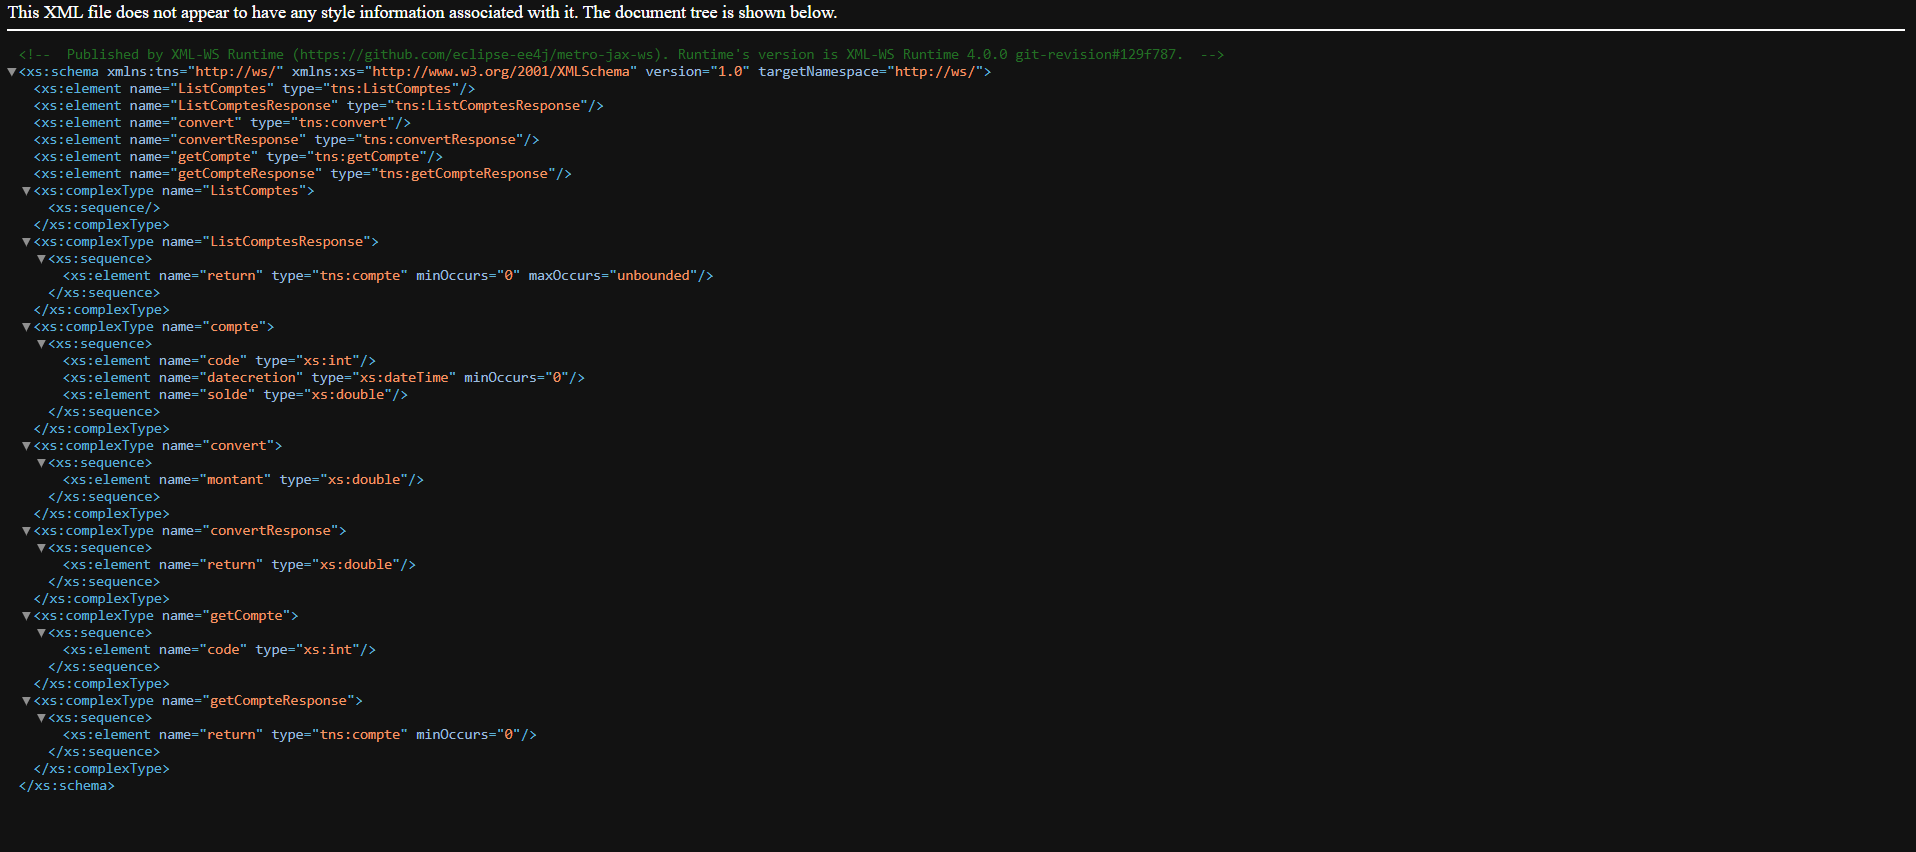 This XML file does not appear to have any style information associated with it. The document tree is shown below.
<!-- Published by XML-WS Runtime (https://github.com/eclipse-ee4j/metro-jax-ws). Runtime's version is XML-WS Runtime 4.0.0 git-revision#129f787. -->
▼<xs:schema xmlns:tns="http://ws/" xmlns:xs="http://www.w3.org/2001/XMLSchema" version="1.0" targetNamespace="http://ws/">
<xs:element name="ListComptes" type="tns:ListComptes"/>
<xs:element name="ListComptesResponse" type="tns:ListComptesResponse"/>
<xs:element name="convert" type="tns:convert"/>
<xs:element name="convertResponse" type="tns:convertResponse"/>
<xs:element name="getCompte" type="tns:getCompte"/>
<xs:element name="getCompteResponse" type="tns:getCompteResponse"/>
▼<xs:complexType name="ListComptes">
<xs:sequence/>
</xs:complexType>
▼<xs:complexType name="ListComptesResponse">
▼<xs:sequence>
<xs:element name="return" type="tns:compte" minOccurs="0" maxOccurs="unbounded"/>
</xs:sequence>
</xs:complexType>
▼<xs:complexType name="compte">
▼<xs:sequence>
<xs:element name="code" type="xs:int"/>
<xs:element name="datecretion" type="xs:dateTime" minOccurs="0"/>
<xs:element name="solde" type="xs:double"/>
</xs:sequence>
</xs:complexType>
▼<xs:complexType name="convert">
▼<xs:sequence>
<xs:element name="montant" type="xs:double"/>
</xs:sequence>
</xs:complexType>
▼<xs:complexType name="convertResponse">
▼<xs:sequence>
<xs:element name="return" type="xs:double"/>
</xs:sequence>
</xs:complexType>
▼<xs:complexType name="getCompte">
▼<xs:sequence>
<xs:element name="code" type="xs:int"/>
</xs:sequence>
</xs:complexType>
▼<xs:complexType name="getCompteResponse">
▼<xs:sequence>
<xs:element name="return" type="tns:compte" minOccurs="0"/>
</xs:sequence>
</xs:complexType>
</xs:schema>